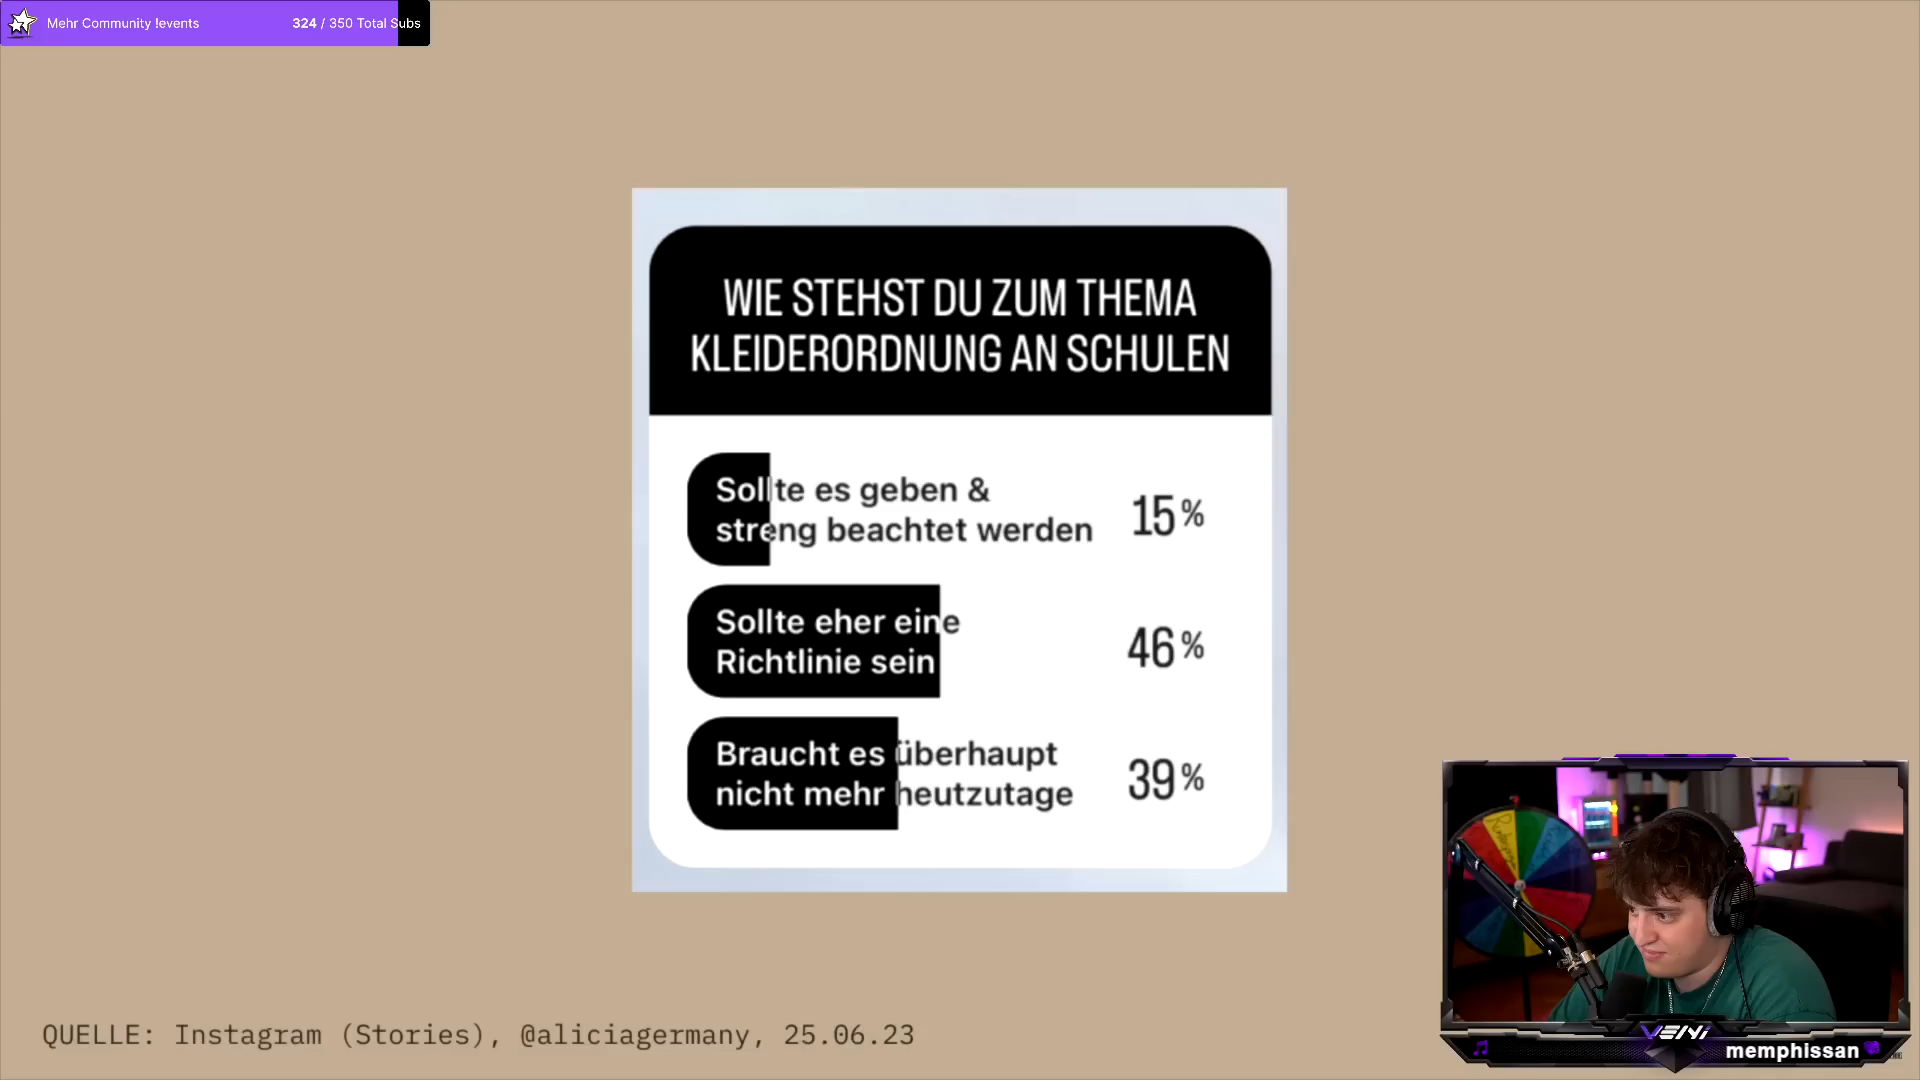 Mehr Community !events
324 / 350 Total Subs
WIE STEHST DU ZUM THEMA
KLEIDERORDNUNG AN SCHULEN
Sollte es geben &
streng beachtet werden
15%
Sollte eher eine
Richtlinie sein
46%
Braucht es überhaupt
nicht mehr heutzutage
39%
QUELLE: Instagram (Stories), @aliciagermany, 25.06.23
VENI
memphissan